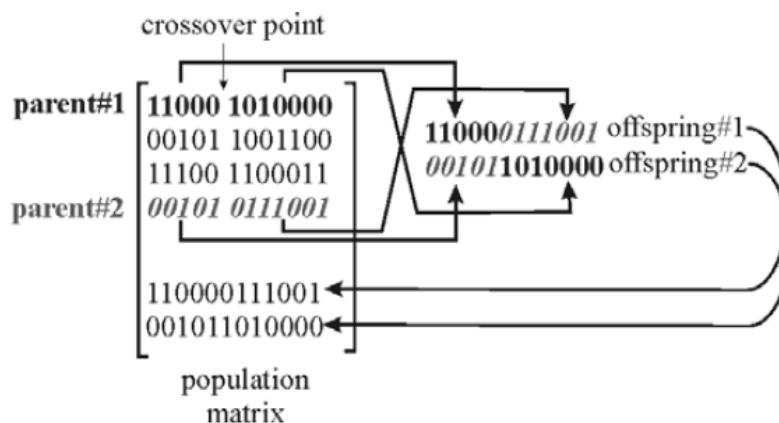 crossover point
parent#1 11000 1010000
00101 1001100
11100 1100011
parent#2 00101 0111001
110000111001
001011010000
110000111001 offspring#1
001011010000 offspring#2
population
matrix